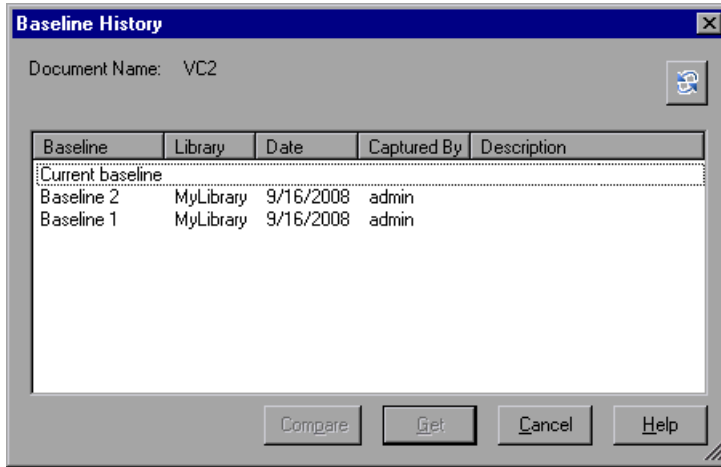 Baseline History
Document Name: VC2
Baseline Library Date Captured By Description
Current baseline
Baseline 2 MyLibrary 9/16/2008 admin
Baseline 1 MyLibrary 9/16/2008 admin
Compare Get Cancel Help